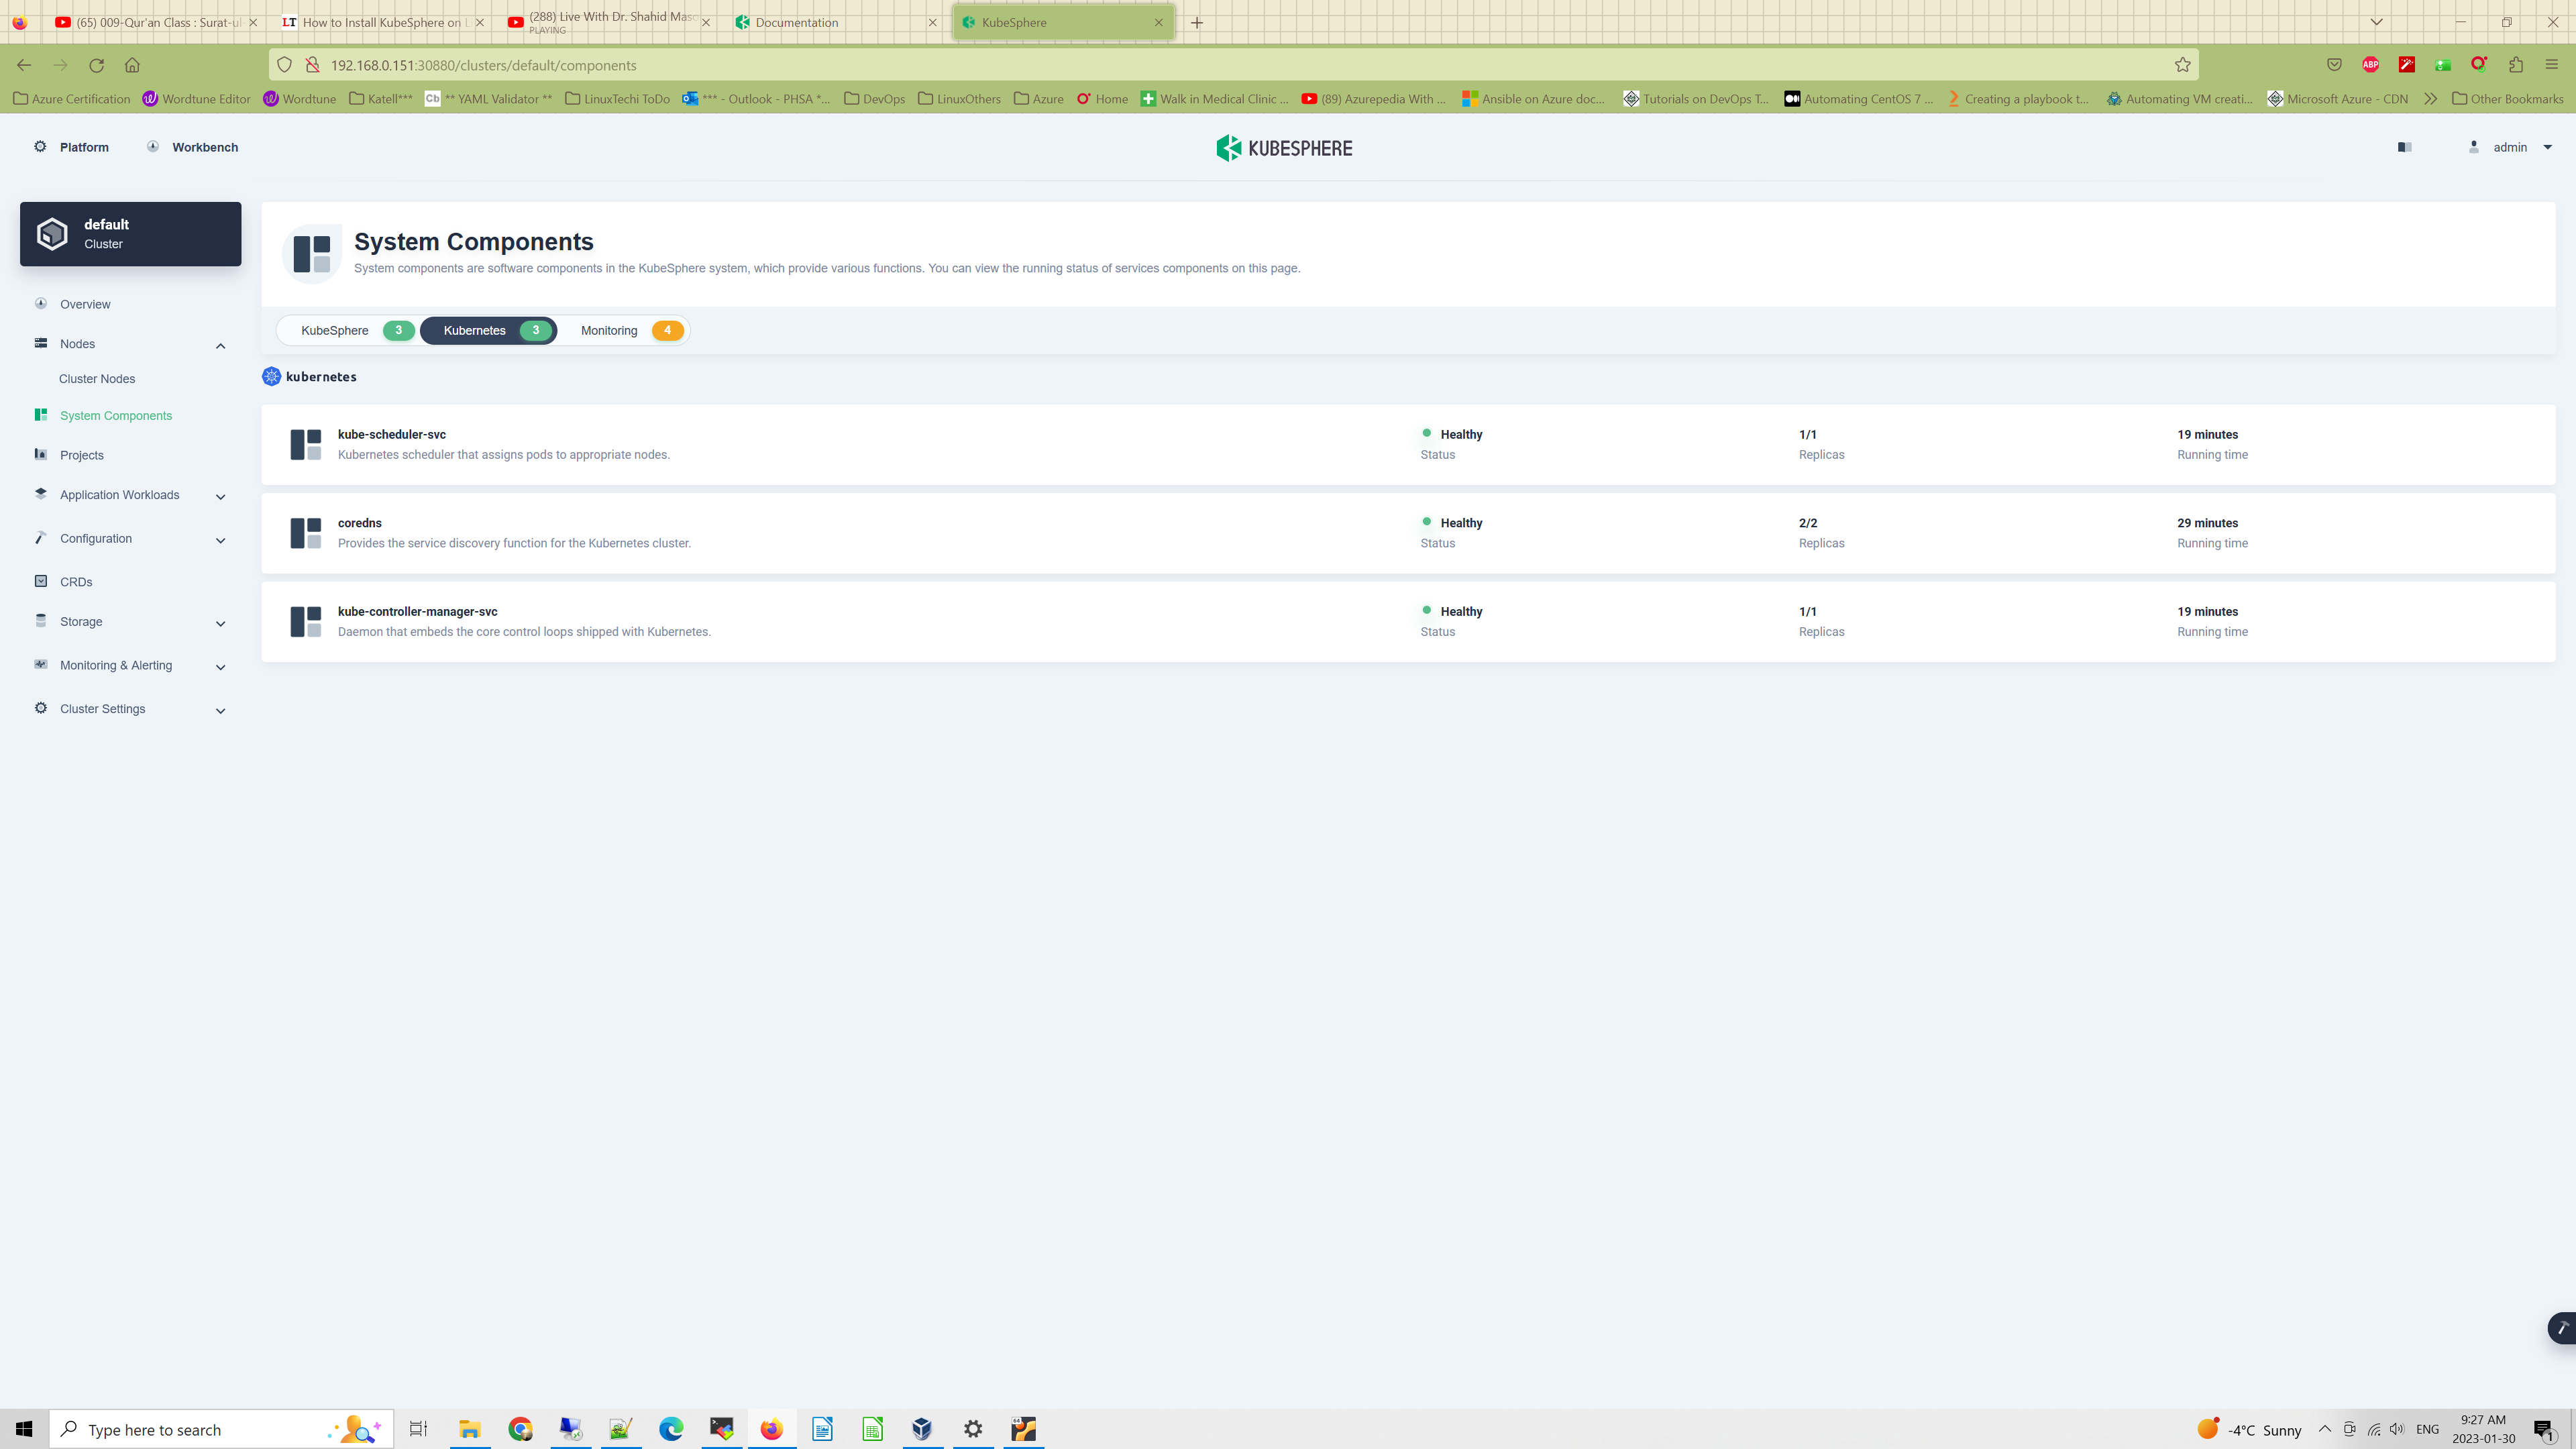 (65) 009-Qur'an Class : Surat-ul
LT How to Install KubeSphere on L
(288) Live With Dr. Shahid Maso
PLAYING
Documentation
KubeSphere
192.168.0.151:30880/clusters/default/components
ABP
Azure Certification
Wordtune Editor
Wordtune
Katell***
Cb ** YAML Validator **
LinuxTechi ToDo
*** - Outlook - PHSA *...
DevOps
LinuxOthers
Azure
Home
Walk in Medical Clinic ...
(89) Azurepedia With ...
Ansible on Azure doc...
Tutorials on DevOps T...
Automating CentOS 7 ...
Creating a playbook t...
Automating VM creati...
Microsoft Azure - CDN
Other Bookmarks
Platform
Workbench
KUBESPHERE
admin
default
Cluster
Overview
Nodes
Cluster Nodes
System Components
Projects
Application Workloads
Configuration
CRDs
Storage
Monitoring & Alerting
Cluster Settings
System Components
System components are software components in the KubeSphere system, which provide various functions. You can view the running status of services components on this page.
KubeSphere 3
Kubernetes 3
Monitoring 4
kubernetes
kube-scheduler-svc
Kubernetes scheduler that assigns pods to appropriate nodes.
Healthy
Status
1/1
Replicas
19 minutes
Running time
coredns
Provides the service discovery function for the Kubernetes cluster.
Healthy
Status
2/2
Replicas
29 minutes
Running time
kube-controller-manager-svc
Daemon that embeds the core control loops shipped with Kubernetes.
Healthy
Status
1/1
Replicas
19 minutes
Running time
Type here to search
64
-4°C Sunny
ENG
9:27 AM
2023-01-30
1